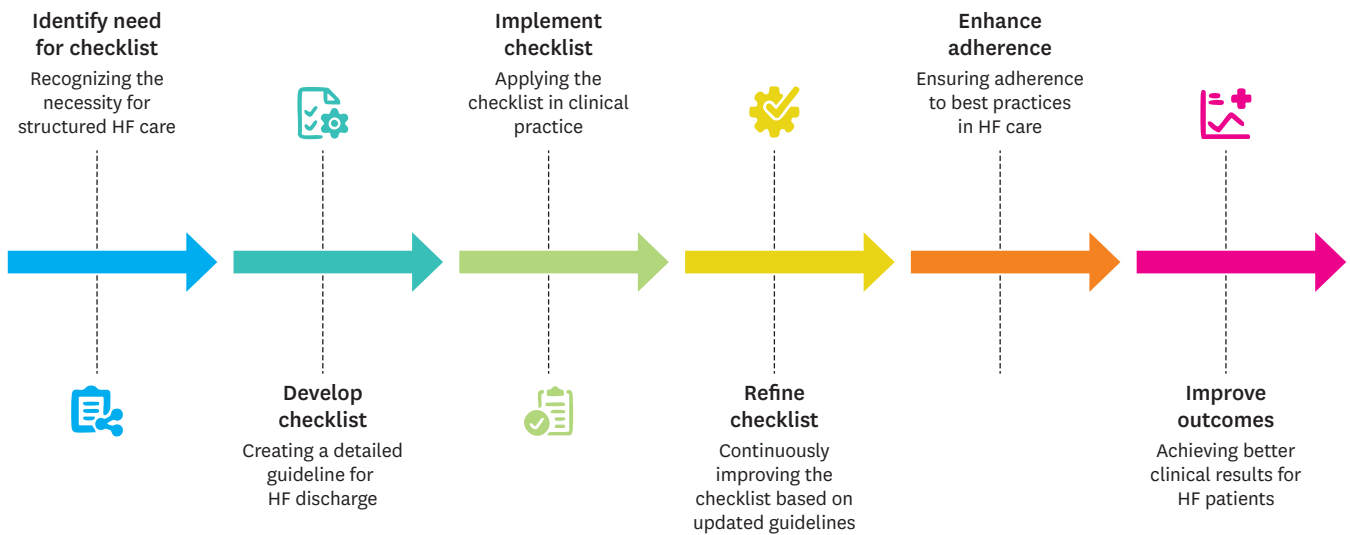 Identify need
for checklist
Recognizing the
necessity for
structured HF care
Develop
checklist
Creating a detailed
guideline for
HF discharge
Implement
checklist
Applying the
checklist in clinical
practice
Refine
checklist
Continuously
improving the
checklist based on
updated guidelines
Enhance
adherence
Ensuring adherence
to best practices
in HF care
Improve
outcomes
Achieving better
clinical results for
HF patients